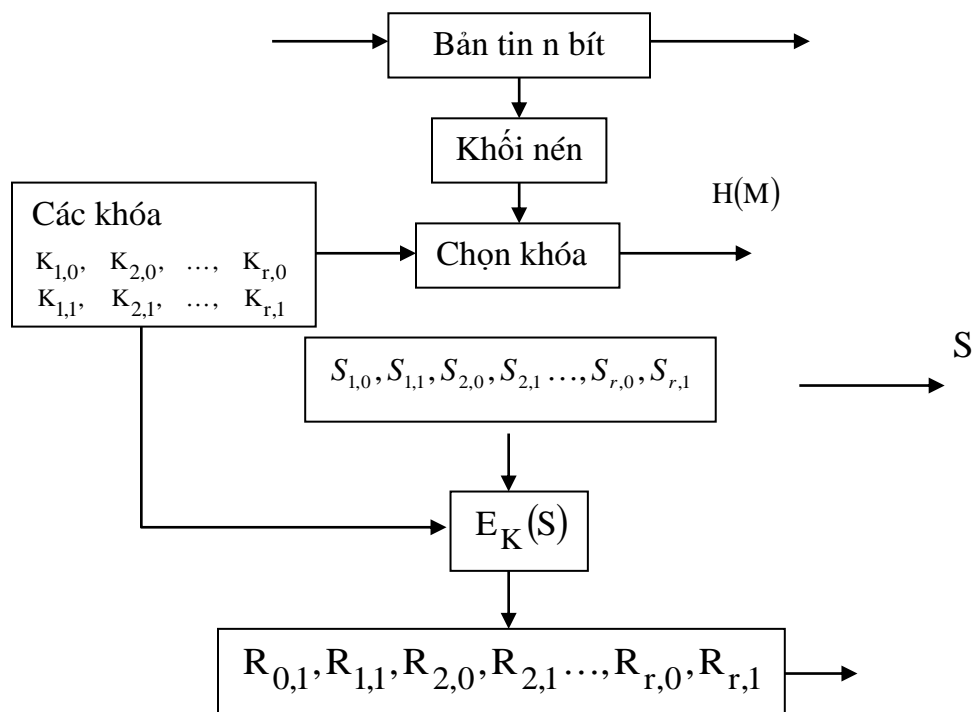 Bản tin n bít
Khối nén
H(M)
Các khóa
K1,0, K2,0, ..., Kr,0
K1,1, K2,1, ..., Kr,1
Chọn khóa
S
S1,0, S1,1, S2,0, S2,1 ..., Sr,0, Sr,1
EK(S)
R0,1, R1,1, R2,0, R2,1 ..., Rr,0, Rr,1